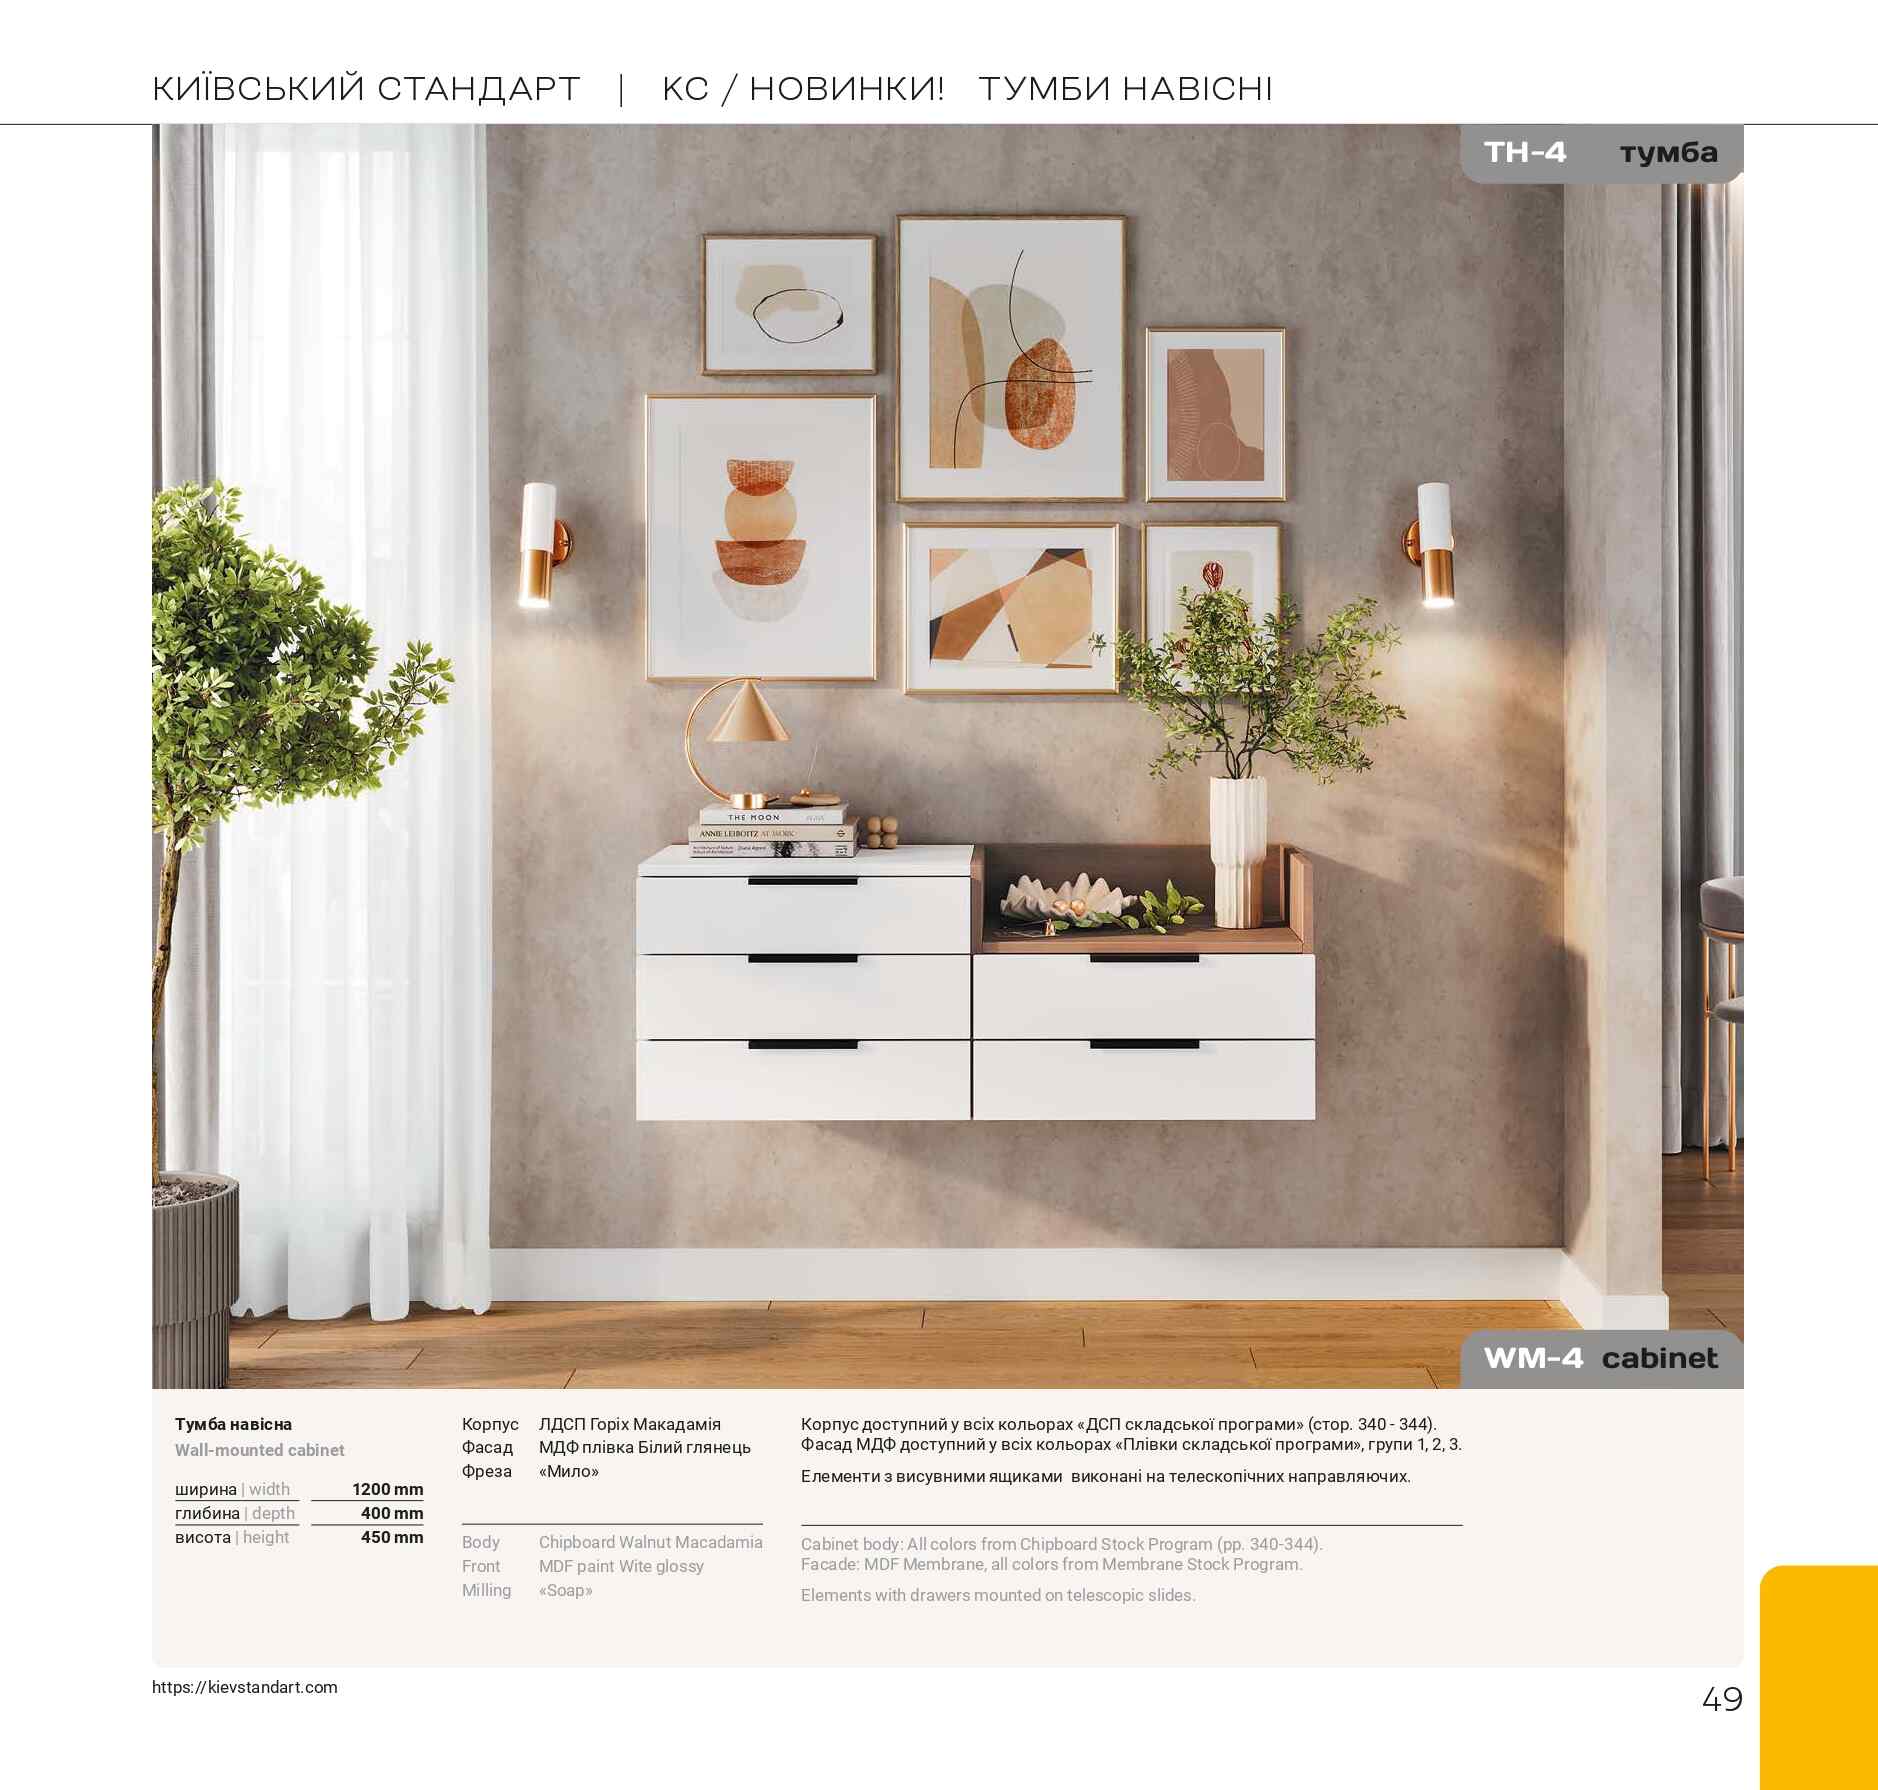 КИЇВСЬКИЙ СТАНДАРТ | КС / НОВИНКИ! ТУМБИ НАВІСНІ
ТН-4 тумба
THE MOON
ANNIE LEIBOVITZ AT WORK
WM-4 cabinet
Тумба навісна
Wall-mounted cabinet
ширина | width 1200 mm
глибина | depth 400 mm
висота | height 450 mm
Корпус ЛДСП Горіх Макадамія
Фасад МДФ плівка Білий глянець
Фреза «Мило»
Body Chipboard Walnut Macadamia
Front MDF paint Wite glossy
Milling «Soap»
Корпус доступний у всіх кольорах «ДСП складської програми» (стор. 340 - 344).
Фасад МДФ доступний у всіх кольорах «Плівки складської програми», групи 1, 2, 3.
Елементи з висувними ящиками виконані на телескопічних направляючих.
Cabinet body: All colors from Chipboard Stock Program (pp. 340-344).
Facade: MDF Membrane, all colors from Membrane Stock Program.
Elements with drawers mounted on telescopic slides.
https://kievstandart.com
49